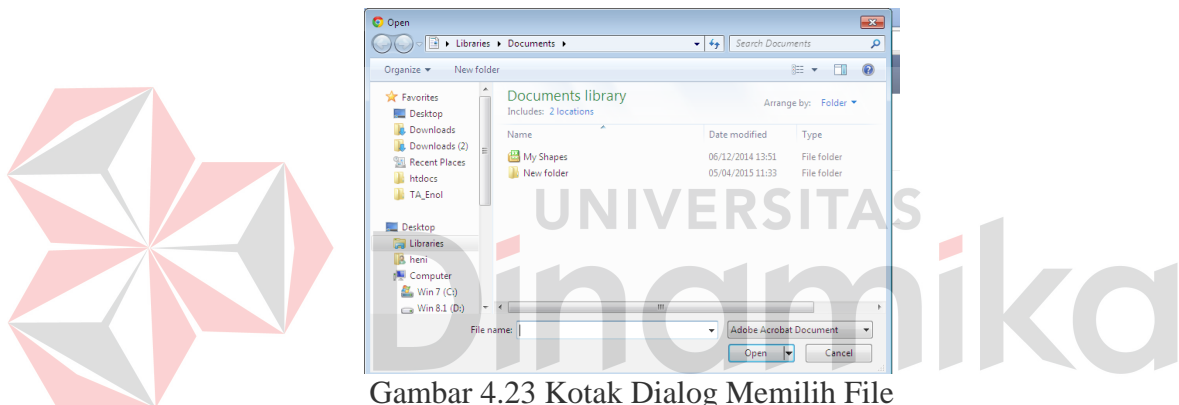 Open
Libraries Documents
Search Documents
Organize New folder
Favorites
Desktop
Downloads
Downloads (2)
Recent Places
htdocs
TA_Enol
Desktop
Libraries
heni
Computer
Win 7 (C:)
Win 8.1 (D:)
Documents library
Includes: 2 locations
Arrange by: Folder
Name Date modified Type
My Shapes 06/12/2014 13:51 File folder
New folder 05/04/2015 11:33 File folder
File name: Adobe Acrobat Document
Open Cancel
UNIVERSITAS
Dinamika
Gambar 4.23 Kotak Dialog Memilih File